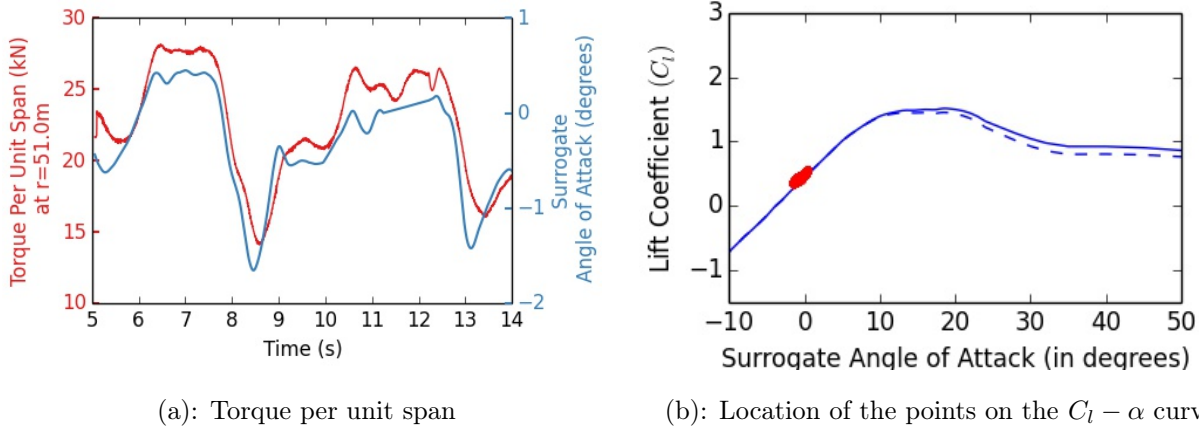 30
25
20
15
10
Torque Per Unit Span (kN)
at r=51.0m
1
0
−1
−2
Surrogate
Angle of Attack (degrees)
5 6 7 8 9 10 11 12 13 14
Time (s)
(a): Torque per unit span
3
2
1
0
−1
Lift Coefficient (C_l)
−10 0 10 20 30 40 50
Surrogate Angle of Attack (in degrees)
(b): Location of the points on the C_l − α curv